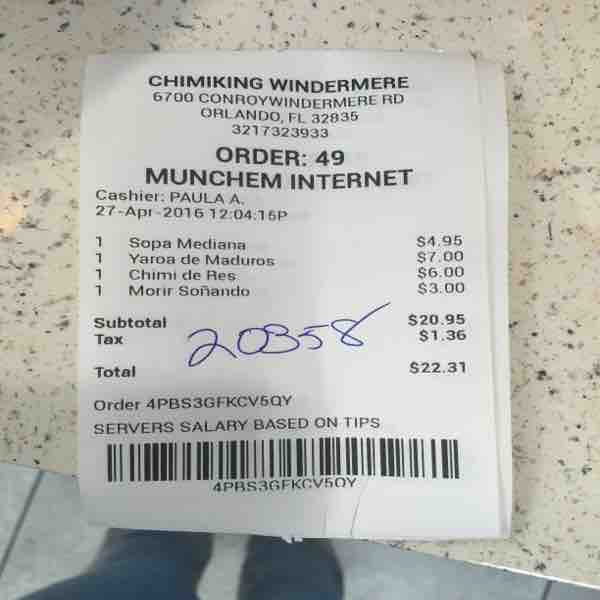 CHIMIKING WINDERMERE
6700 CONROYWINDERMERE RD
ORLANDO, FL 32835
3217323933
ORDER: 49
MUNCHEM INTERNET
Cashier: PAULA A.
27-Apr-2016 12:04:16P
1 Sopa Mediana $4.95
1 Yaroa de Maduros $7.00
1 Chimi de Res $6.00
1 Morir Soñando $3.00
Subtotal $20.95
Tax $1.36
20358
Total $22.31
Order 4PBS3GFKCV5QY
SERVERS SALARY BASED ON TIPS
4PBS3GFKCV5QY